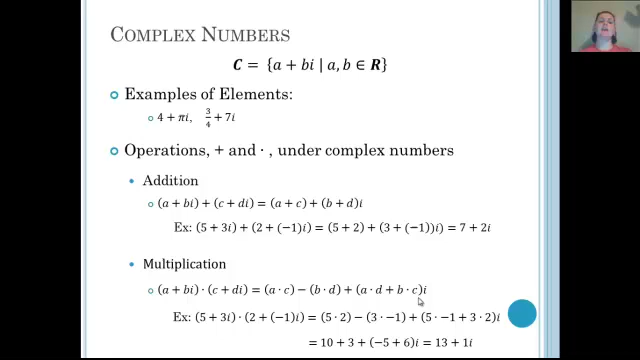 COMPLEX NUMBERS
C = {a + bi | a, b ∈ R}
Examples of Elements:
4 + πi, 3/4 + 7i
Operations, + and · , under complex numbers
Addition
(a + bi) + (c + di) = (a + c) + (b + d)i
Ex: (5 + 3i) + (2 + (−1)i) = (5 + 2) + (3 + (−1))i) = 7 + 2i
Multiplication
(a + bi) · (c + di) = (a · c) − (b · d) + (a · d + b · c)i
Ex: (5 + 3i) · (2 + (−1)i) = (5 · 2) − (3 · −1) + (5 · −1 + 3 · 2)i
= 10 + 3 + (−5 + 6)i = 13 + 1i